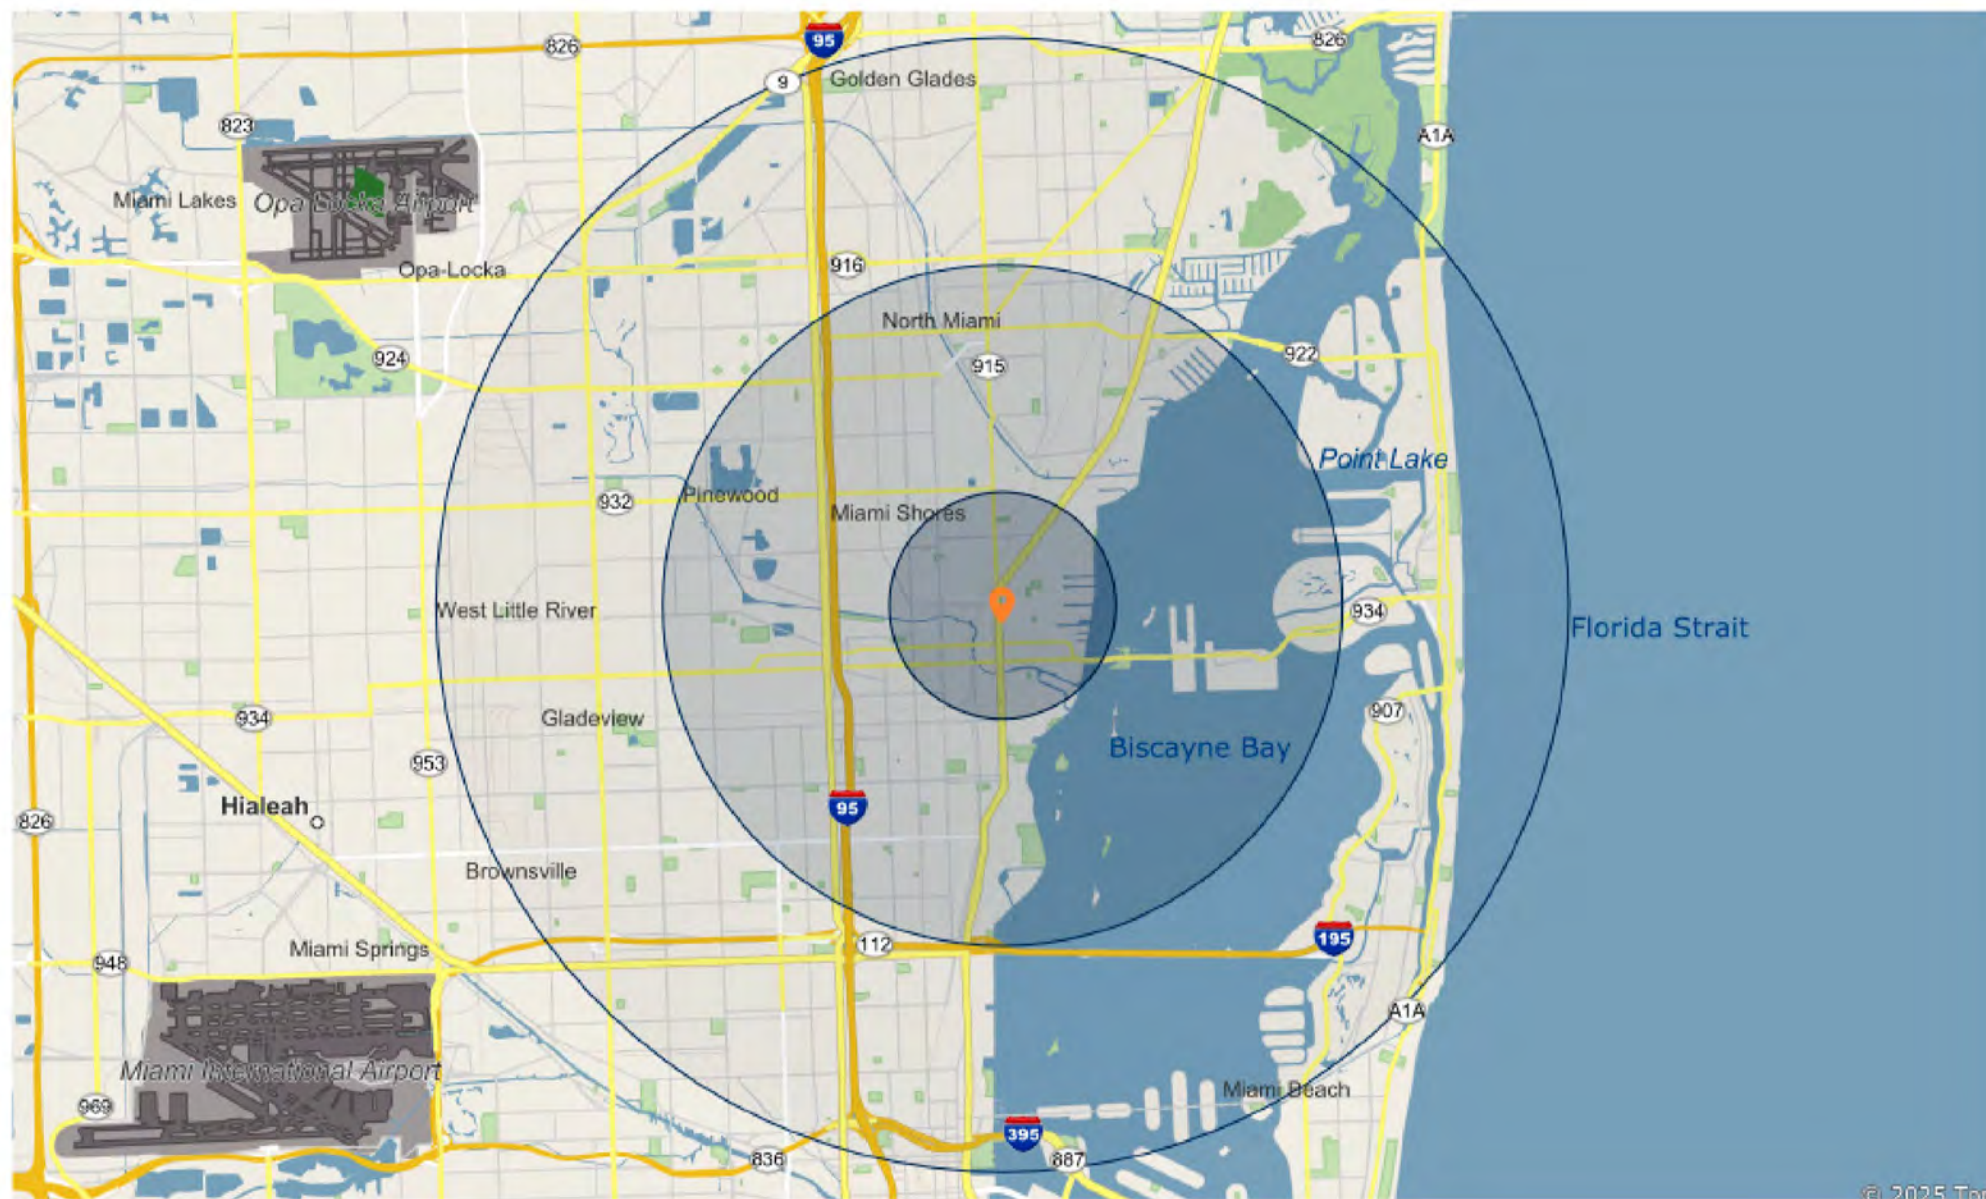 826
95
826
9
Golden Glades
823
A1A
Miami Lakes
Opa Locka Airport
916
Opa-Locka
North Miami
924
915
922
Point Lake
932
Pinewood
Miami Shores
West Little River
934
Florida Strait
934
Gladeview
907
Biscayne Bay
953
Hialeah
826
95
Brownsville
Miami Springs
112
195
948
A1A
Miami International Airport
Miami Beach
969
395
836
887
© 2025